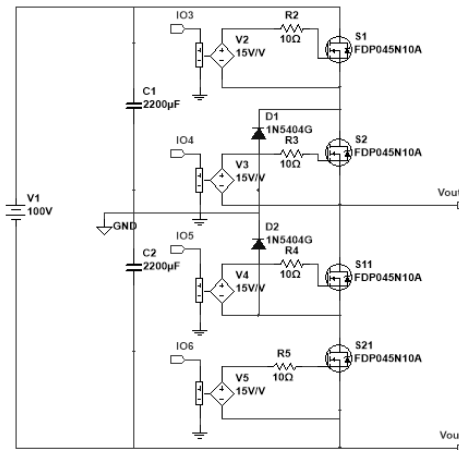 IO3
R2
10Ω
S1
FDP045N10A
V2
15V/V
C1
2200µF
D1
1N5404G
S2
FDP045N10A
IO4
R3
10Ω
V3
15V/V
Vout
V1
100V
GND
IO5
D2
1N5404G
C2
2200µF
R4
10Ω
V4
15V/V
S11
FDP045N10A
IO6
R5
10Ω
S21
FDP045N10A
V5
15V/V
Vou